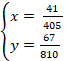 x = 41/405
y = 67/810